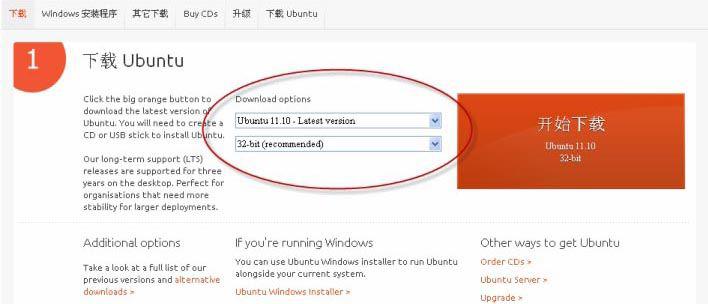 下载 Windows 安装程序 其它下载 Buy CDs 升级 下载 Ubuntu
1
下载 Ubuntu
Click the big orange button to
download the latest version of
Ubuntu. You will need to create a
CD or USB stick to install Ubuntu.
Our long-term support (LTS)
releases are supported for three
years on the desktop. Perfect for
organisations that need more
stability for larger deployments.
Download options
Ubuntu 11.10 - Latest version
32-bit (recommended)
开始下载
Ubuntu 11.10
32-bit
Additional options
Take a look at a full list of our
previous versions and alternative
downloads >
If you're running Windows
You can use Ubuntu Windows installer to run Ubuntu
alongside your current system.
Ubuntu Windows Installer >
Other ways to get Ubuntu
Order CDs >
Ubuntu Server >
Upgrade >